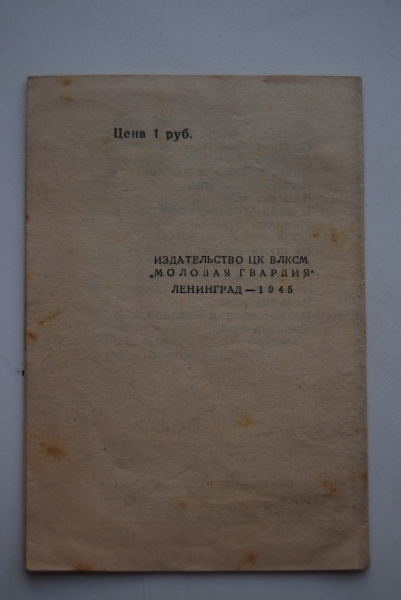 Цена 1 руб.
ИЗДАТЕЛЬСТВО ЦК ВЛКСМ
„МОЛОДАЯ ГВАРДИЯ“
ЛЕНИНГРАД — 1945